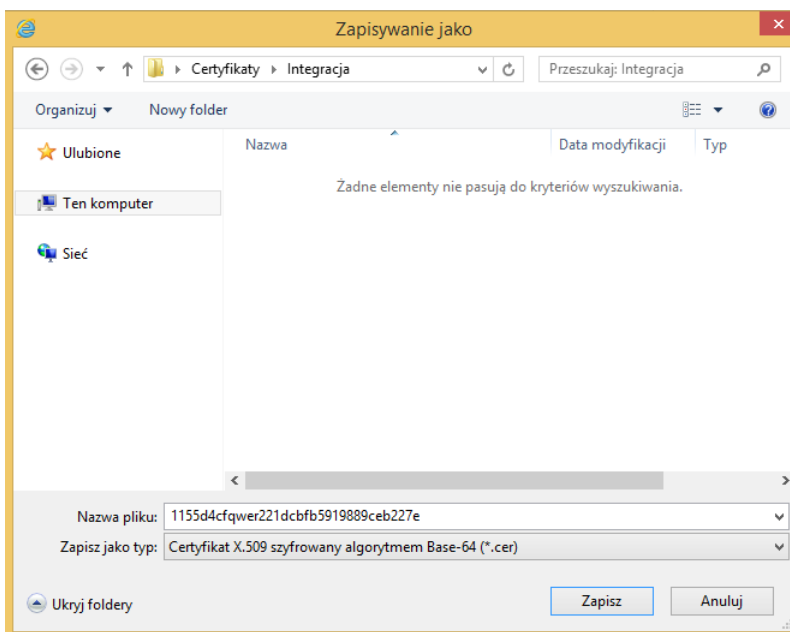 Zapisywanie jako
Certyfikaty Integracja Przeszukaj: Integracja
Organizuj Nowy folder
Nazwa Data modyfikacji Typ
Ulubione
Żadne elementy nie pasują do kryteriów wyszukiwania.
Ten komputer
Sieć
Nazwa pliku: 1155d4cfqwer221dcbfb5919889ceb227e
Zapisz jako typ: Certyfikat X.509 szyfrowany algorytmem Base-64 (*.cer)
Ukryj foldery Zapisz Anuluj